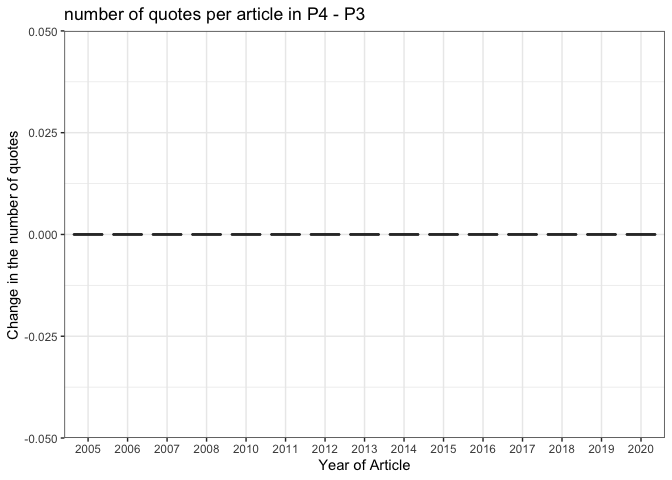 number of quotes per article in P4 - P3
Change in the number of quotes
0.050
0.025
0.000
-0.025
-0.050
2005 2006 2007 2008 2009 2010 2011 2012 2013 2014 2015 2016 2017 2018 2019 2020
Year of Article